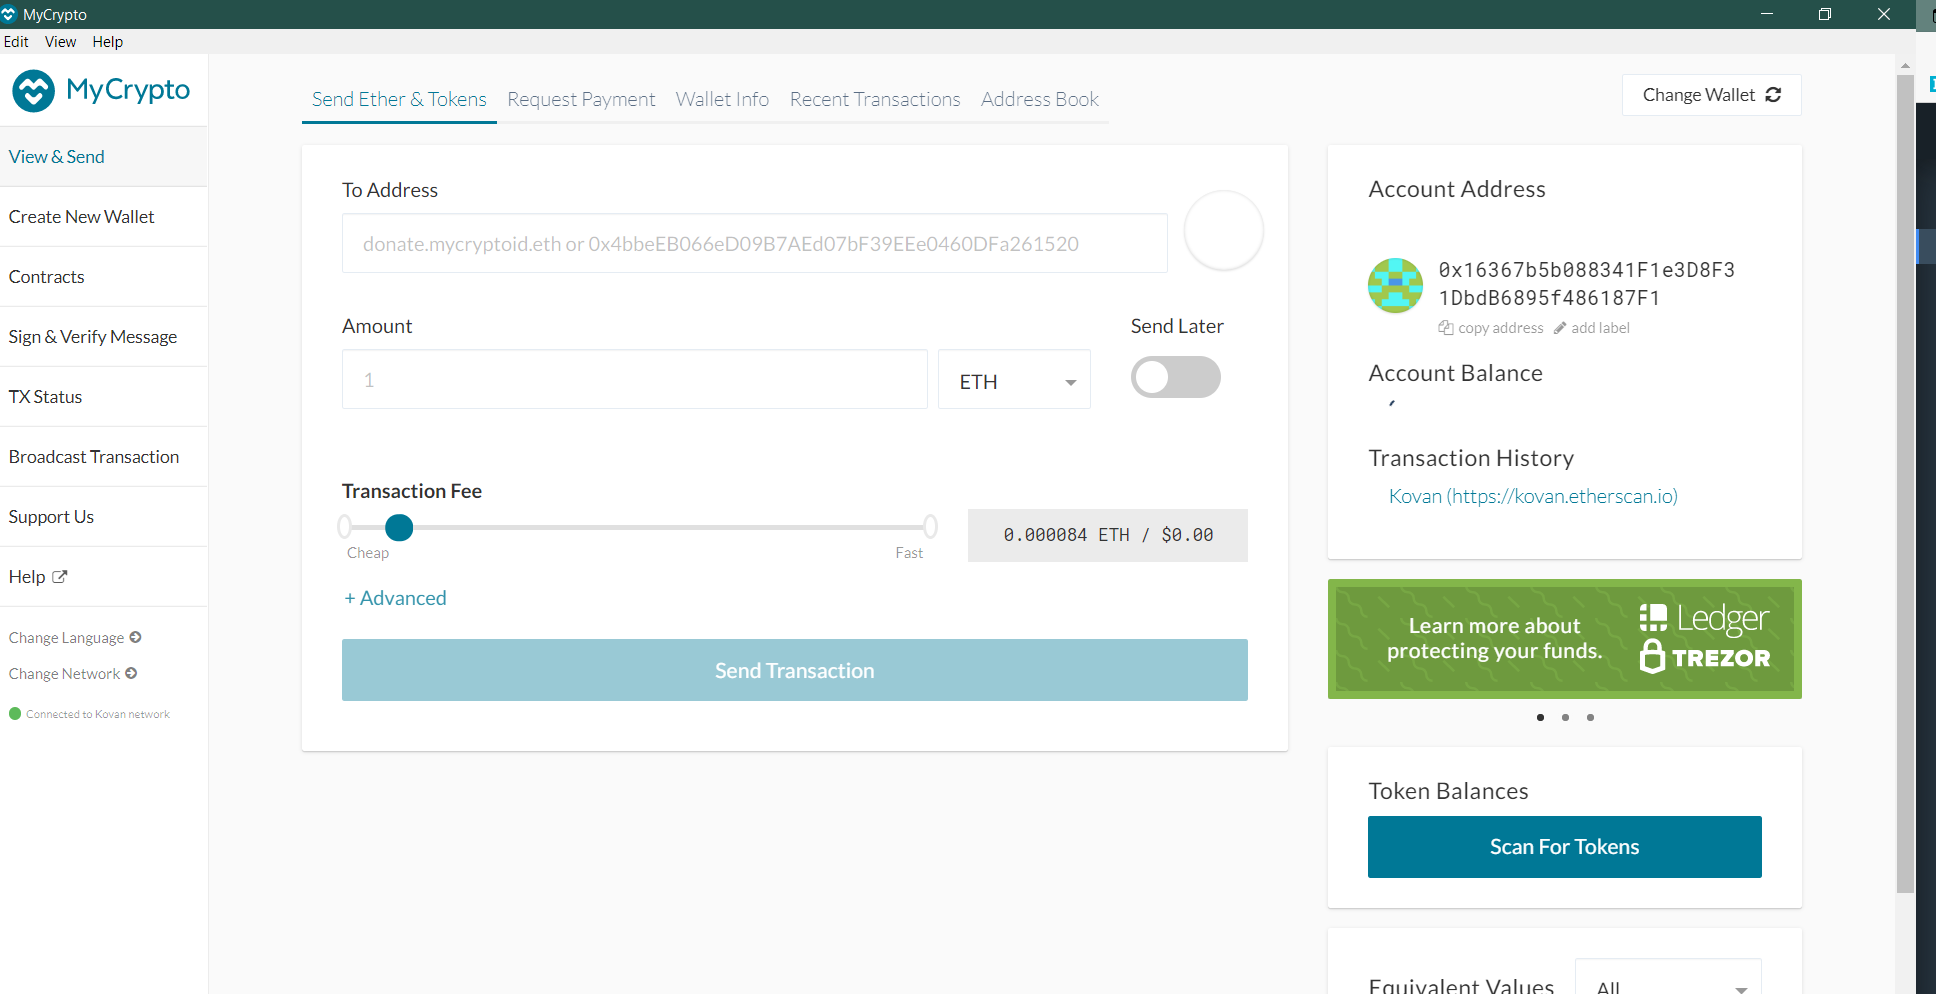 MyCrypto
Edit View Help
MyCrypto
View & Send
Create New Wallet
Contracts
Sign & Verify Message
TX Status
Broadcast Transaction
Support Us
Help
Change Language
Change Network
Connected to Kovan network
Send Ether & Tokens Request Payment Wallet Info Recent Transactions Address Book
Change Wallet
To Address
donate.mycryptoid.eth or 0x4bbeEB066eD09B7AEd07bF39EEe0460DFa261520
Amount
Send Later
1
ETH
Transaction Fee
Cheap
Fast
0.000084 ETH / $0.00
+ Advanced
Send Transaction
Account Address
0x16367b5b088341F1e3D8F3
1DbdB6895f486187F1
copy address add label
Account Balance
Transaction History
Kovan (https://kovan.etherscan.io)
Learn more about
protecting your funds.
Ledger
TREZOR
Token Balances
Scan For Tokens
Equivalent Values
All